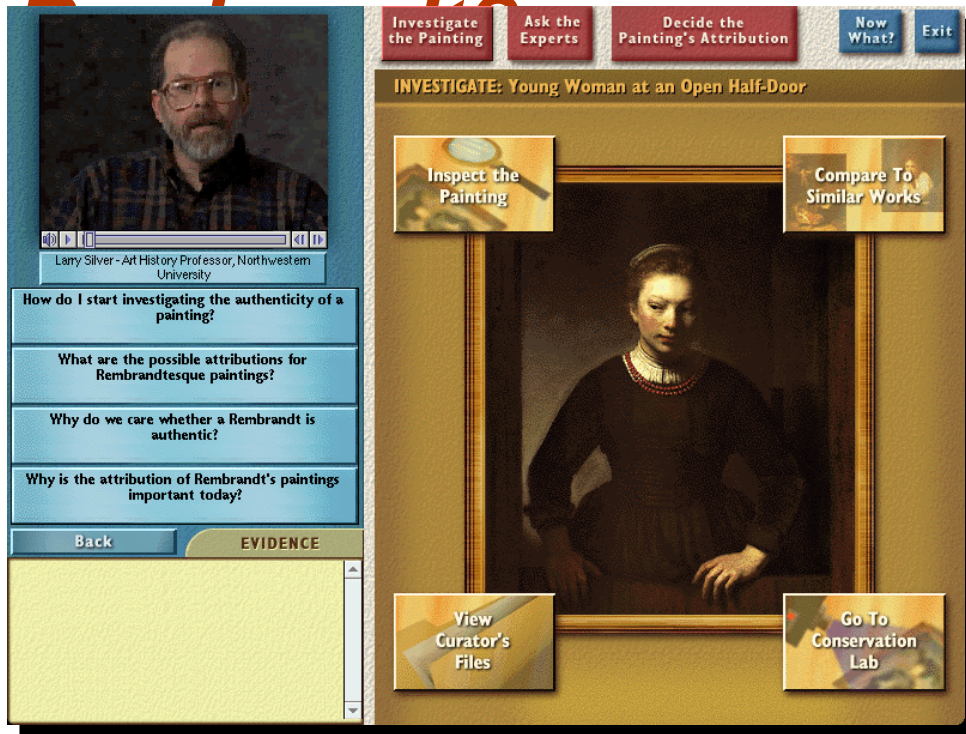 Investigate
the Painting
Ask the
Experts
Decide the
Painting's Attribution
Now
What?
Exit
INVESTIGATE: Young Woman at an Open Half-Door
Inspect the
Painting
Compare To
Similar Works
Larry Silver - Art History Professor, Northwestern
University
How do I start investigating the authenticity of a
painting?
What are the possible attributions for
Rembrandtesque paintings?
Why do we care whether a Rembrandt is
authentic?
Why is the attribution of Rembrandt's paintings
important today?
Back
EVIDENCE
View
Curator's
Files
Go To
Conservation
Lab